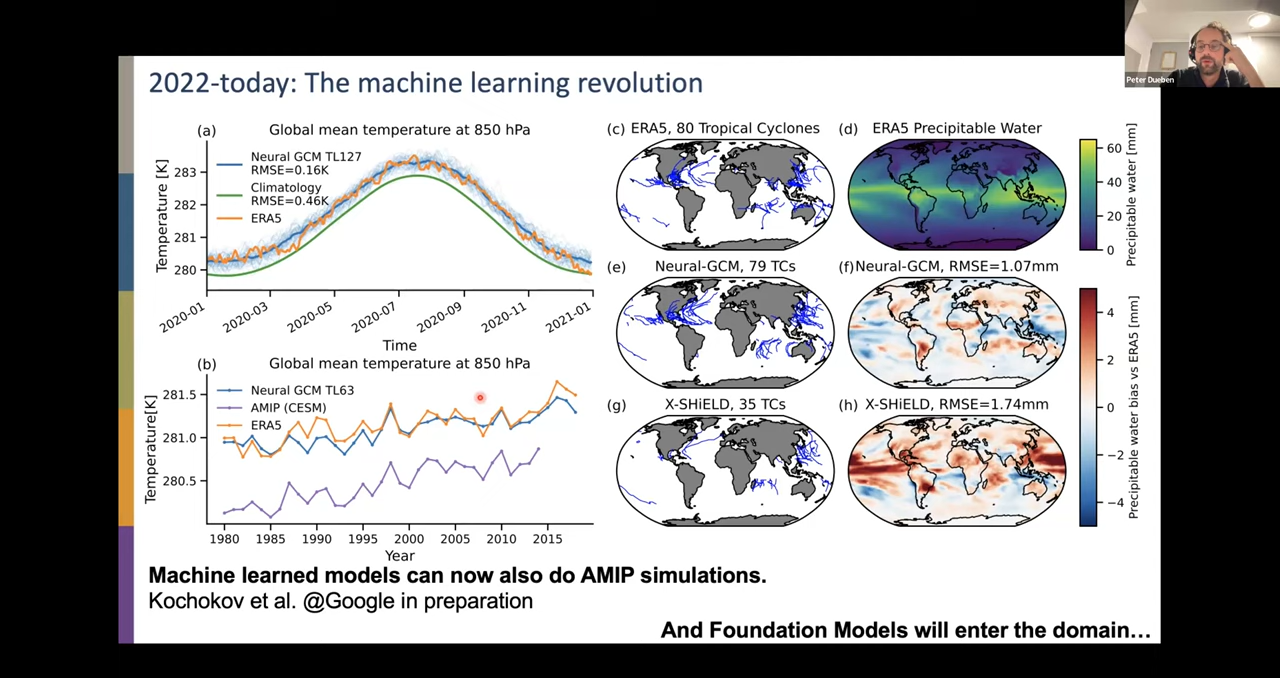 Peter Dueben
2022-today: The machine learning revolution
(a) Global mean temperature at 850 hPa
Neural GCM TL127
RMSE=0.16K
Climatology
RMSE=0.46K
ERA5
Temperature [K]
283
282
281
280
2020-01
2020-03
2020-05
2020-07
2020-09
2020-11
2021-01
Time
(b) Global mean temperature at 850 hPa
Neural GCM TL63
AMIP (CESM)
ERA5
Temperature[K]
281.5
281.0
280.5
1980 1985 1990 1995 2000 2005 2010 2015
Year
(c) ERA5, 80 Tropical Cyclones
(d) ERA5 Precipitable Water
60
40
20
0
Precipitable water [mm]
(e) Neural-GCM, 79 TCs
(f) Neural-GCM, RMSE=1.07mm
(g) X-SHiELD, 35 TCs
(h) X-SHiELD, RMSE=1.74mm
4
2
0
−2
−4
Precipitable water bias vs ERA5 [mm]
Machine learned models can now also do AMIP simulations.
Kochokov et al. @Google in preparation
And Foundation Models will enter the domain…